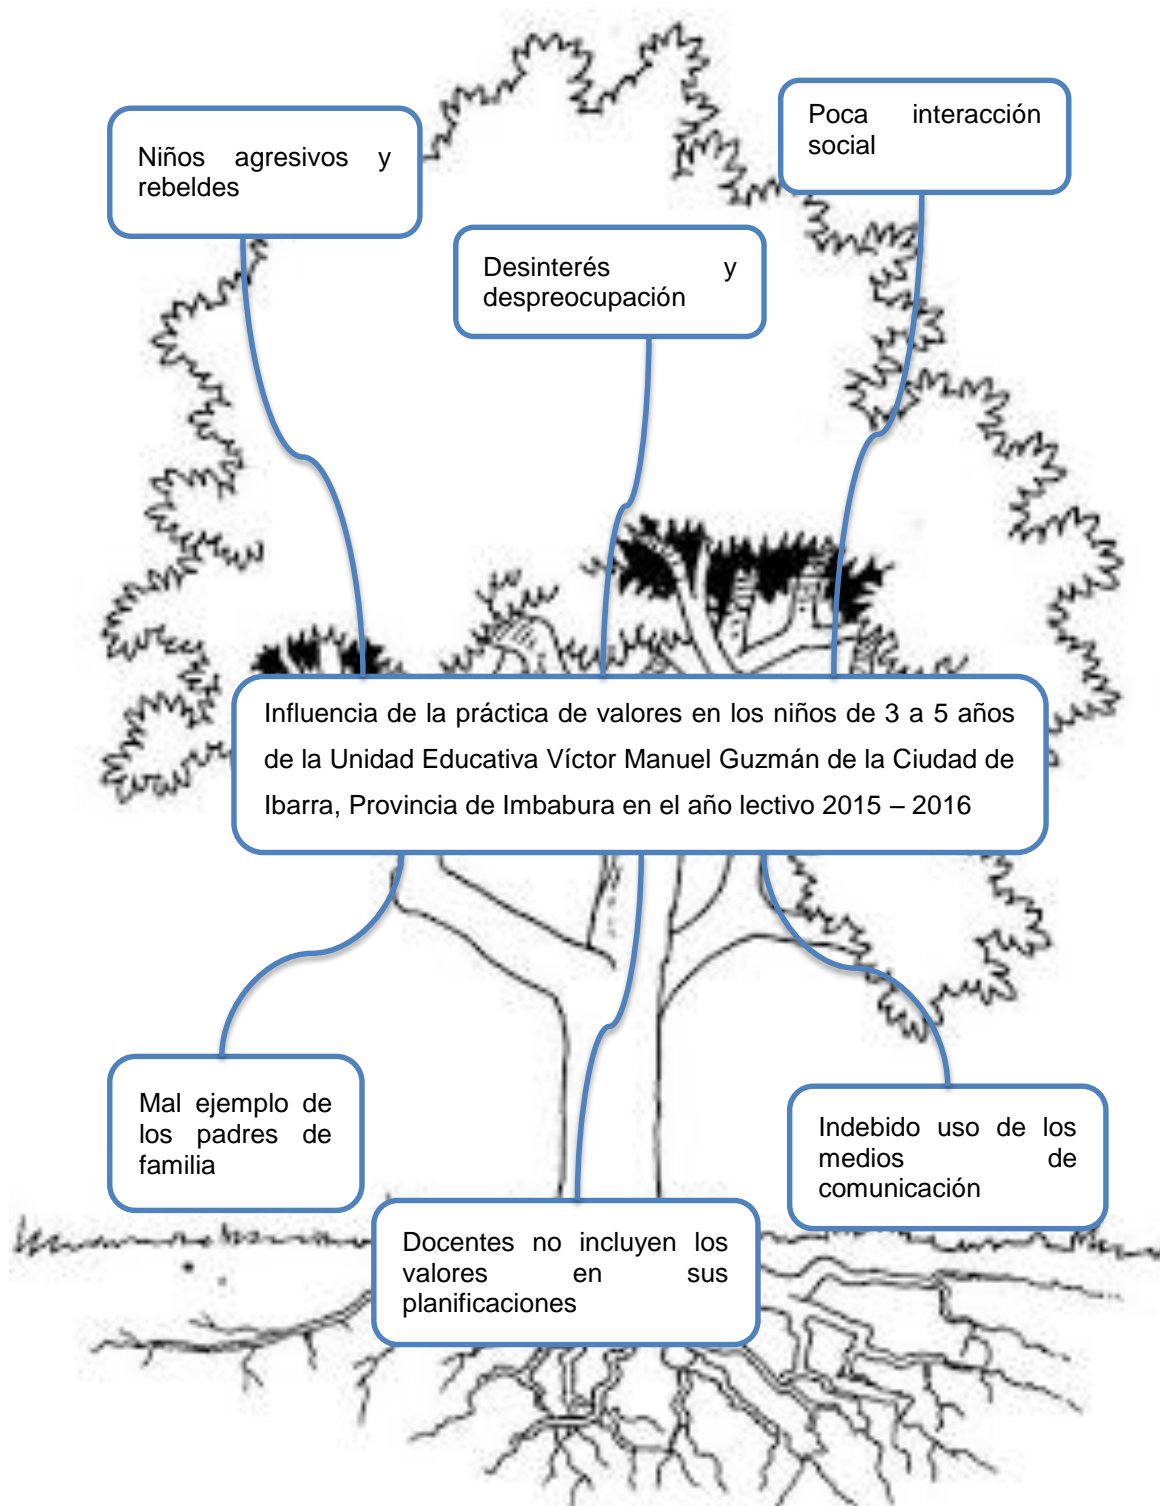 Niños agresivos y
rebeldes
Poca interacción
social
Desinterés y
despreocupación
Influencia de la práctica de valores en los niños de 3 a 5 años
de la Unidad Educativa Víctor Manuel Guzmán de la Ciudad de
Ibarra, Provincia de Imbabura en el año lectivo 2015 – 2016
Mal ejemplo de
los padres de
familia
Indebido uso de los
medios de
comunicación
Docentes no incluyen los
valores en sus
planificaciones